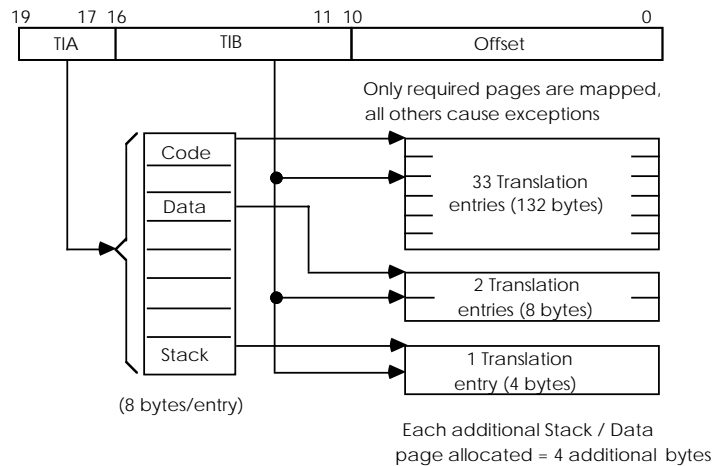 19 17 16 11 10 0
TIA TIB Offset
Only required pages are mapped,
all others cause exceptions
Code
33 Translation
entries (132 bytes)
Data
2 Translation
entries (8 bytes)
Stack
1 Translation
entry (4 bytes)
(8 bytes/entry)
Each additional Stack / Data
page allocated = 4 additional bytes